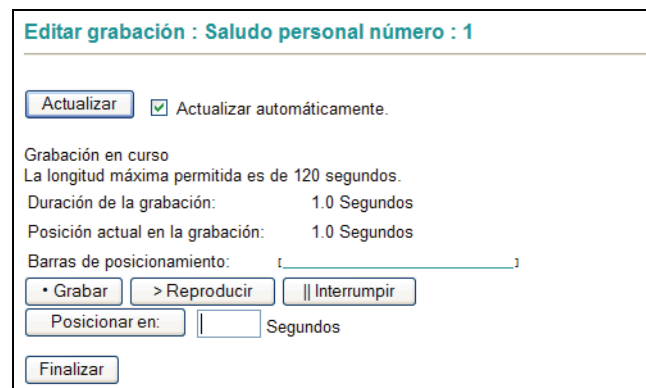 Editar grabación : Saludo personal número : 1
Actualizar Actualizar automáticamente.
Grabación en curso
La longitud máxima permitida es de 120 segundos.
Duración de la grabación: 1.0 Segundos
Posición actual en la grabación: 1.0 Segundos
Barras de posicionamiento: [ ]
• Grabar > Reproducir || Interrumpir
Posicionar en: Segundos
Finalizar